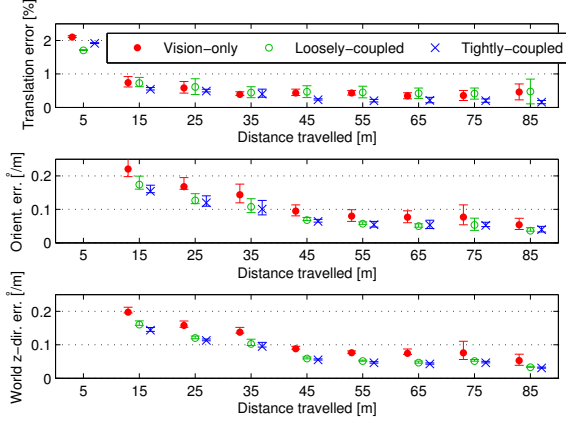 Translation error [%]
2
1
0
Vision−only
Loosely−coupled
Tightly−coupled
5 15 25 35 45 55 65 75 85
Distance travelled [m]
Orient. err. [°/m]
0.2
0.1
0
5 15 25 35 45 55 65 75 85
Distance travelled [m]
World z−dir. err. [°/m]
0.2
0.1
0
5 15 25 35 45 55 65 75 85
Distance travelled [m]